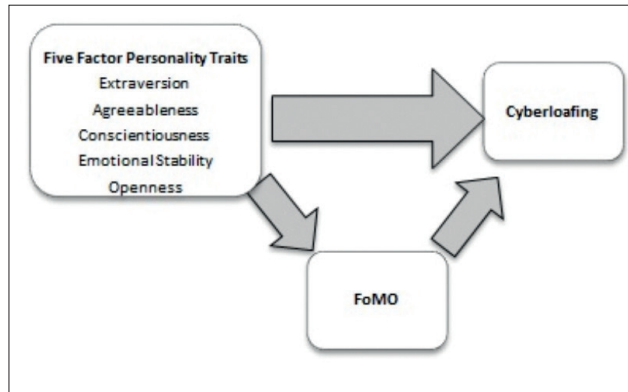 Five Factor Personality Traits
Extraversion
Agreeableness
Conscientiousness
Emotional Stability
Openness
Cyberloafing
FoMO